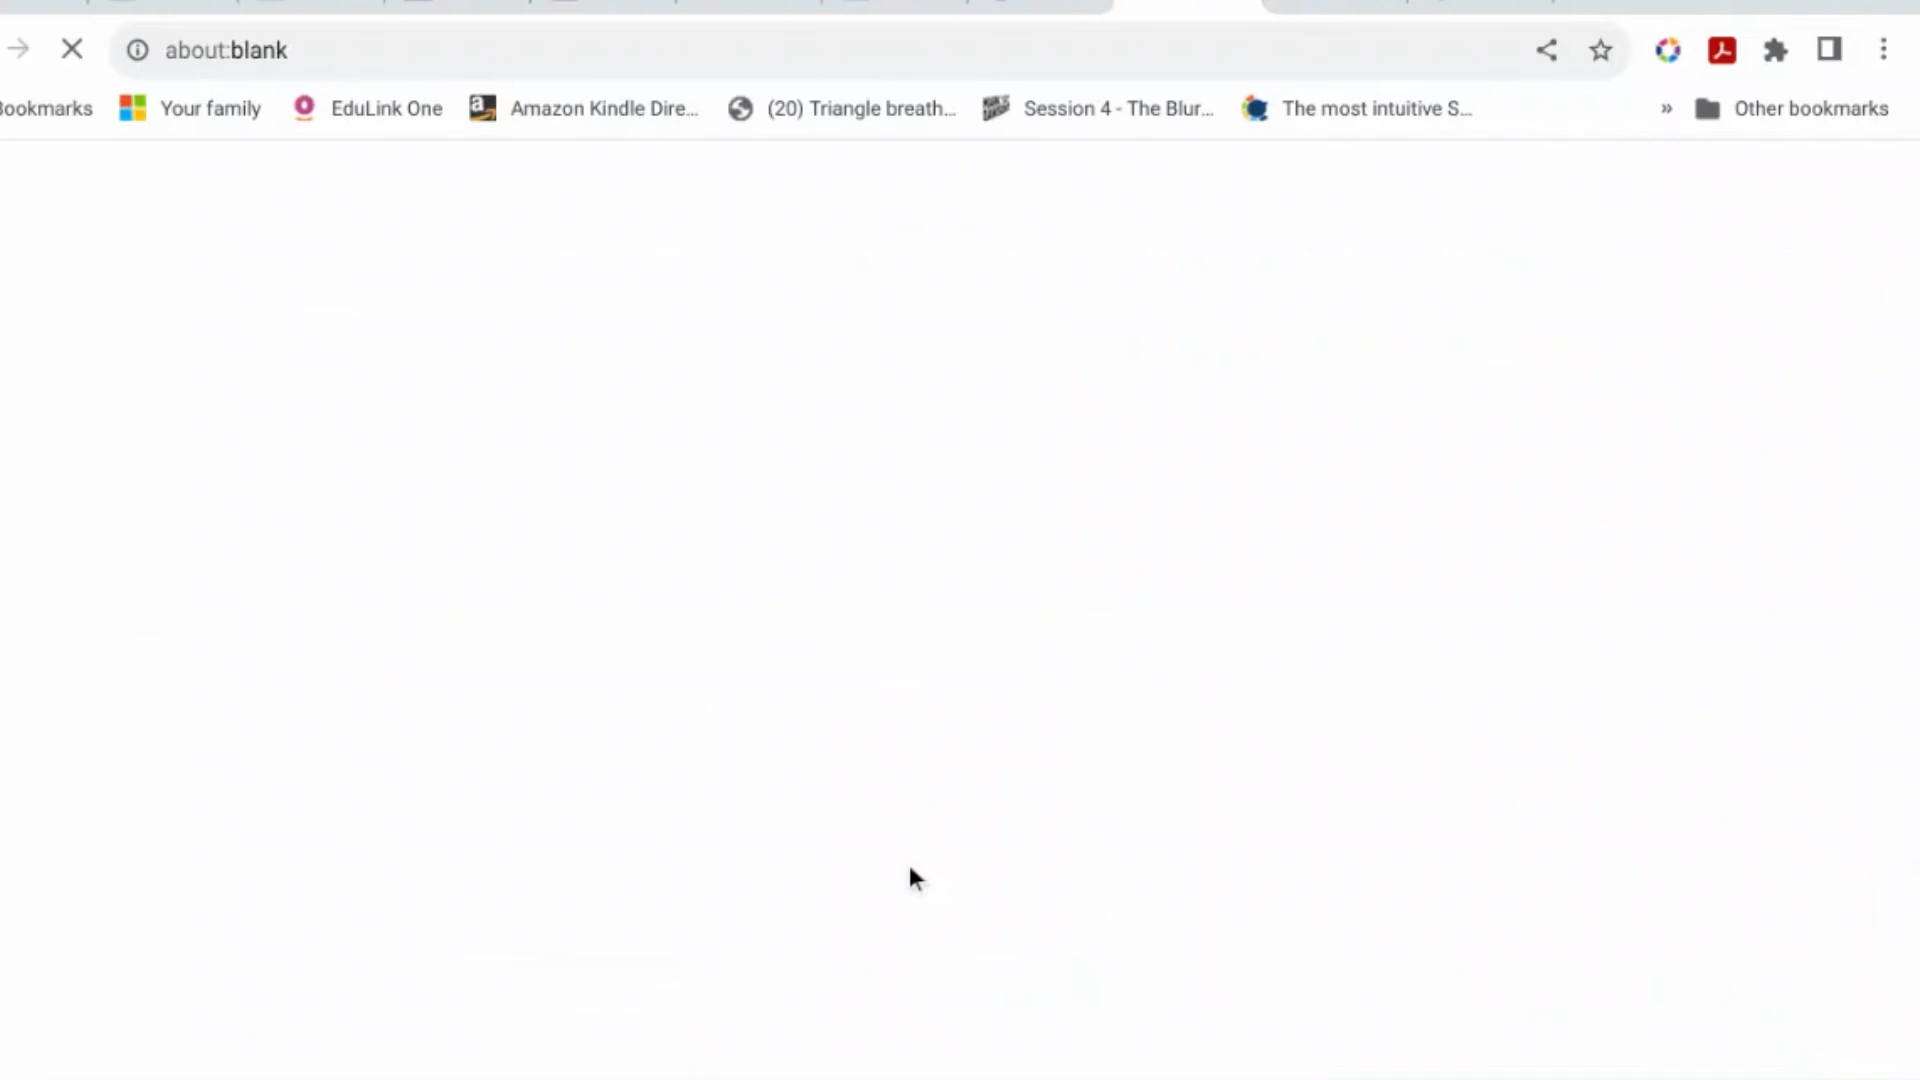 about:blank
Bookmarks Your family EduLink One Amazon Kindle Dire... (20) Triangle breath... Session 4 - The Blur... The most intuitive S... » Other bookmarks